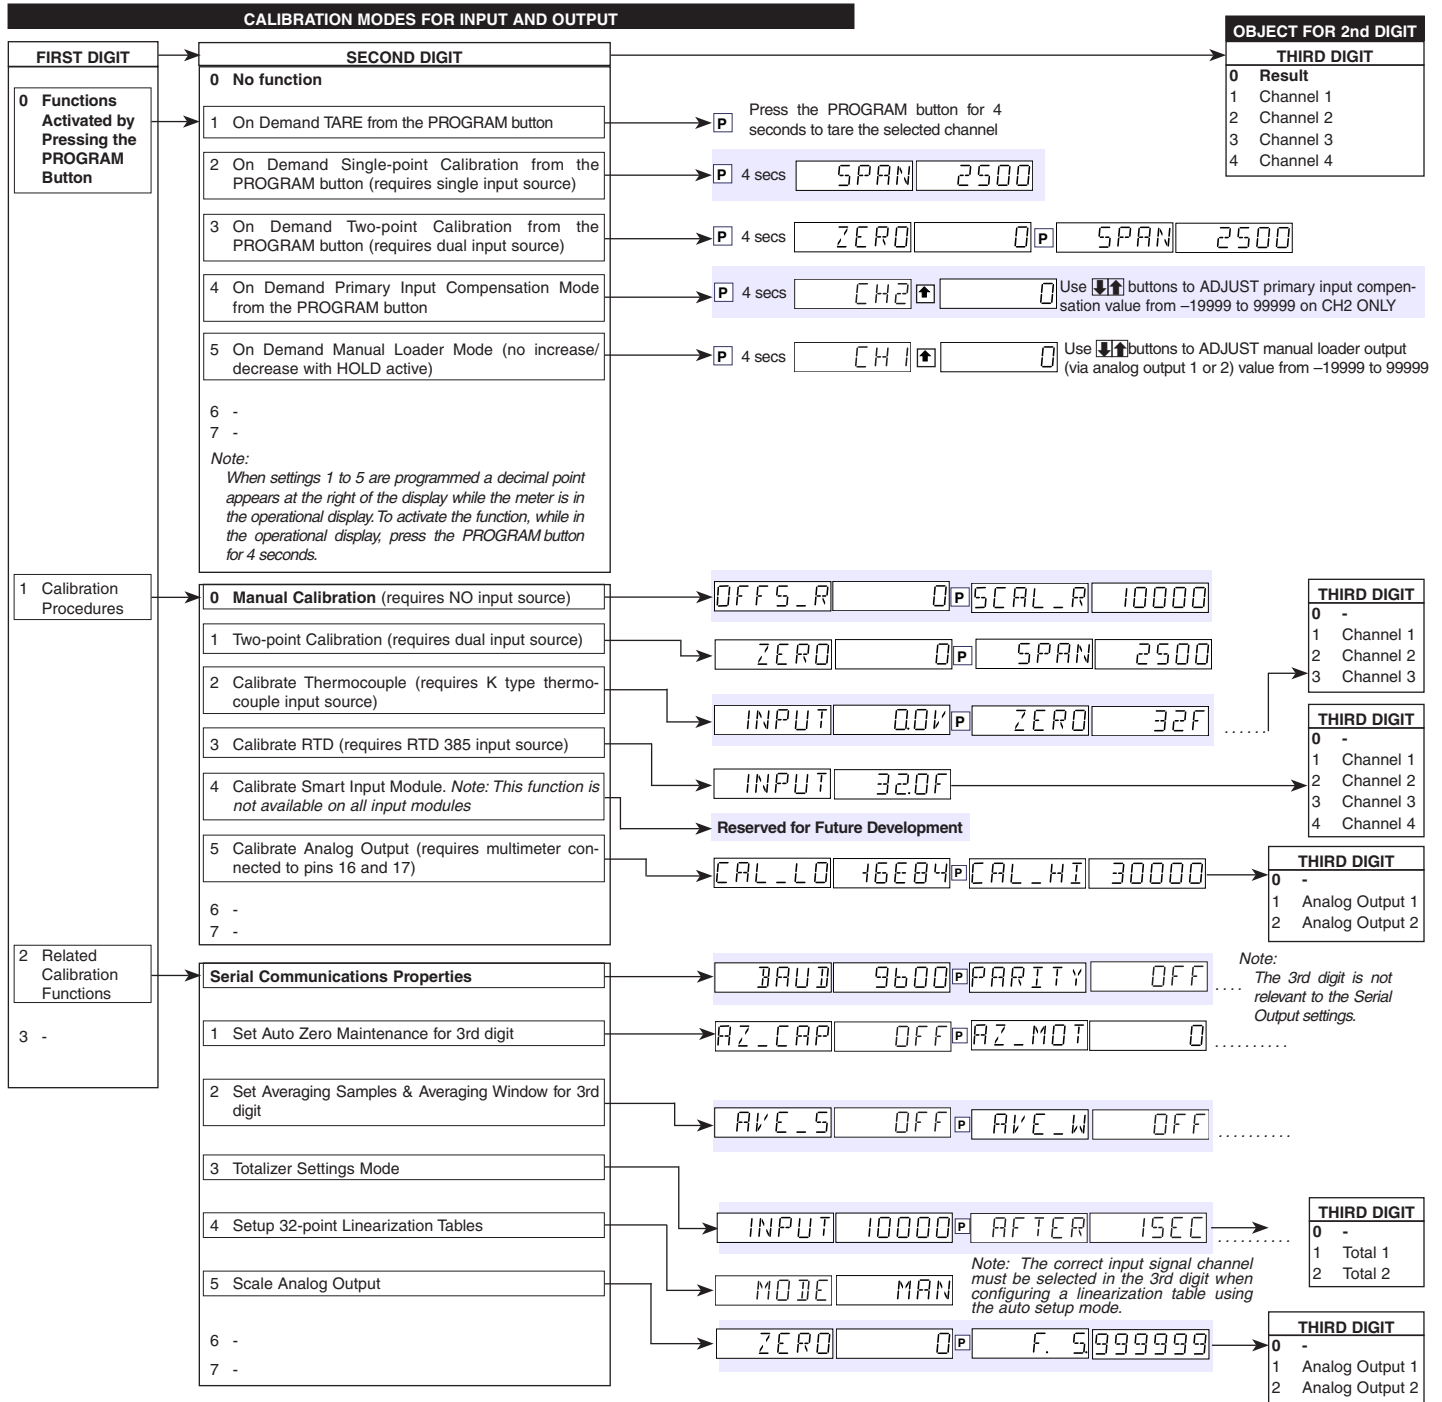 CALIBRATION MODES FOR INPUT AND OUTPUT
OBJECT FOR 2nd DIGIT
FIRST DIGIT
SECOND DIGIT
THIRD DIGIT
0 Result
1 Channel 1
2 Channel 2
3 Channel 3
4 Channel 4
0 Functions
Activated by
Pressing the
PROGRAM
Button
0 No function
1 On Demand TARE from the PROGRAM button
P Press the PROGRAM button for 4
seconds to tare the selected channel
2 On Demand Single-point Calibration from the
PROGRAM button (requires single input source)
P 4 secs SPAN 2500
3 On Demand Two-point Calibration from the
PROGRAM button (requires dual input source)
P 4 secs ZERO 0 P SPAN 2500
4 On Demand Primary Input Compensation Mode
from the PROGRAM button
P 4 secs CH2 0 Use buttons to ADJUST primary input compen-
sation value from –19999 to 99999 on CH2 ONLY
5 On Demand Manual Loader Mode (no increase/
decrease with HOLD active)
P 4 secs CH1 0 Use buttons to ADJUST manual loader output
(via analog output 1 or 2) value from –19999 to 99999
6 -
7 -
Note:
When settings 1 to 5 are programmed a decimal point
appears at the right of the display while the meter is in
the operational display. To activate the function, while in
the operational display, press the PROGRAM button
for 4 seconds.
1 Calibration
Procedures
0 Manual Calibration (requires NO input source)
OFFS_R 0 P SCAL_R 10000
1 Two-point Calibration (requires dual input source)
ZERO 0 P SPAN 2500
2 Calibrate Thermocouple (requires K type thermo-
couple input source)
INPUT 0.0V P ZERO 32F ......
THIRD DIGIT
0 -
1 Channel 1
2 Channel 2
3 Channel 3
3 Calibrate RTD (requires RTD 385 input source)
INPUT 32.0F
THIRD DIGIT
0 -
1 Channel 1
2 Channel 2
3 Channel 3
4 Channel 4
4 Calibrate Smart Input Module. Note: This function is
not available on all input modules
Reserved for Future Development
5 Calibrate Analog Output (requires multimeter con-
nected to pins 16 and 17)
CAL_LO -16E84 P CAL_HI 30000
THIRD DIGIT
0 -
1 Analog Output 1
2 Analog Output 2
6 -
7 -
2 Related
Calibration
Functions
3 -
Serial Communications Properties
BAUD 9600 P PARITY OFF ....
Note:
The 3rd digit is not
relevant to the Serial
Output settings.
1 Set Auto Zero Maintenance for 3rd digit
AZ_CAP OFF P AZ_MOT 0 ..........
2 Set Averaging Samples & Averaging Window for 3rd
digit
AVE_S OFF P AVE_W OFF ..........
3 Totalizer Settings Mode
INPUT 10000 P AFTER 1SEC ..........
THIRD DIGIT
0 -
1 Total 1
2 Total 2
4 Setup 32-point Linearization Tables
MODE MAN
Note: The correct input signal channel
must be selected in the 3rd digit when
configuring a linearization table using
the auto setup mode.
5 Scale Analog Output
ZERO 0 P F. S. 999999
THIRD DIGIT
0 -
1 Analog Output 1
2 Analog Output 2
6 -
7 -